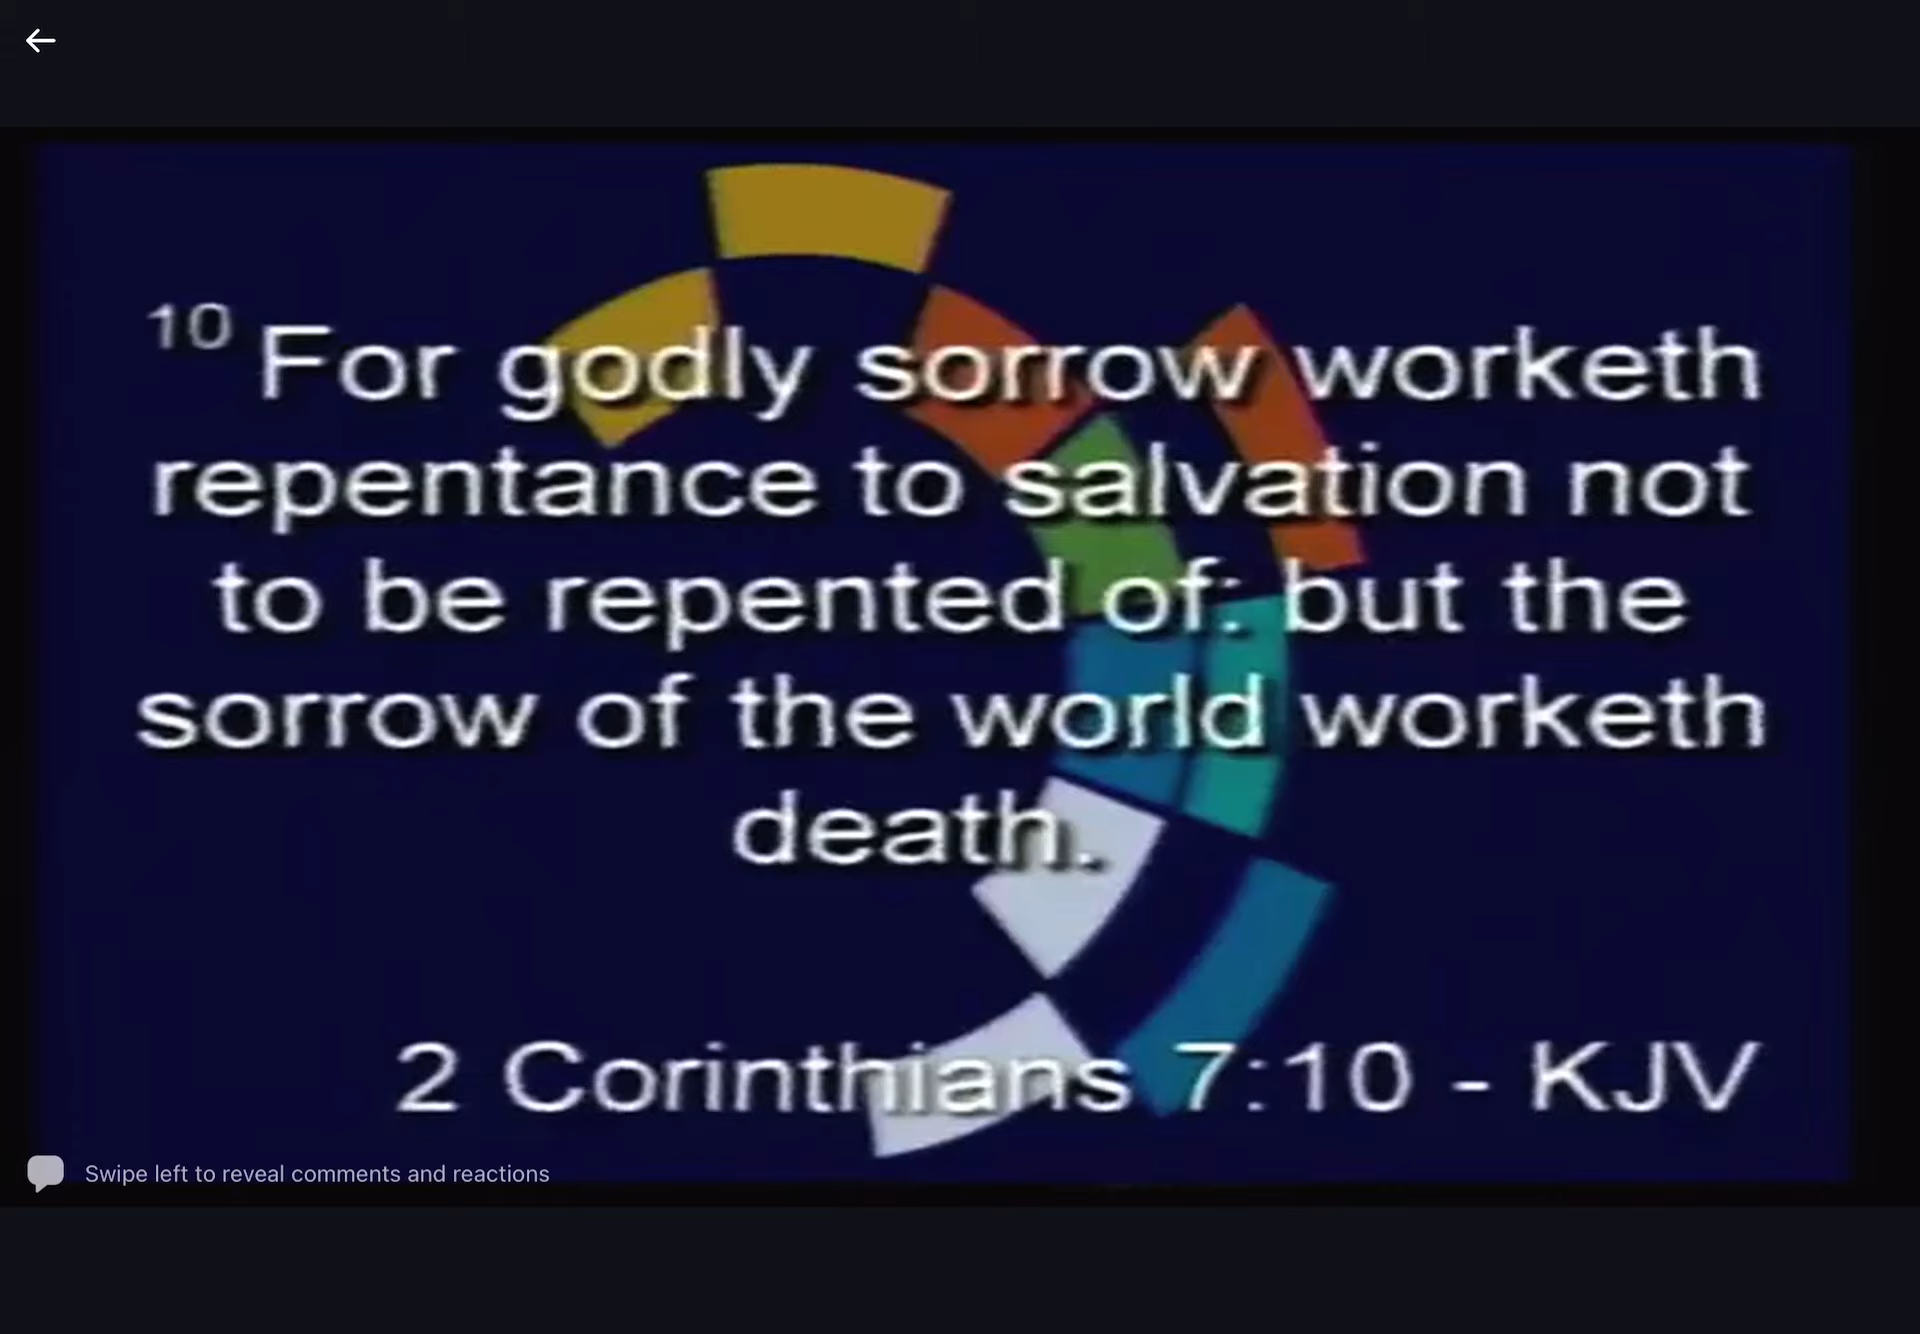 10 For godly sorrow worketh
repentance to salvation not
to be repented of: but the
sorrow of the world worketh
death.
2 Corinthians 7:10 - KJV
Swipe left to reveal comments and reactions